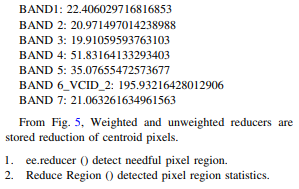 BAND1: 22.406029716816853
BAND 2: 20.971497014238988
BAND 3: 19.91059593763103
BAND 4: 51.83164133293403
BAND 5: 35.07655472573677
BAND 6_VCID_2: 195.93216428012906
BAND 7: 21.063261634961563
From Fig. 5, Weighted and unweighted reducers are
stored reduction of centroid pixels.
1. ee.reducer () detect needful pixel region.
2. Reduce Region () detected pixel region statistics.